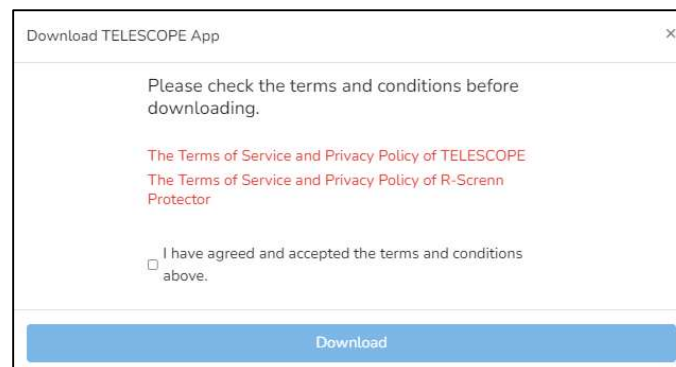 Download TELESCOPE App ×
Please check the terms and conditions before
downloading.
The Terms of Service and Privacy Policy of TELESCOPE
The Terms of Service and Privacy Policy of R-Screnn
Protector
I have agreed and accepted the terms and conditions
above.
Download